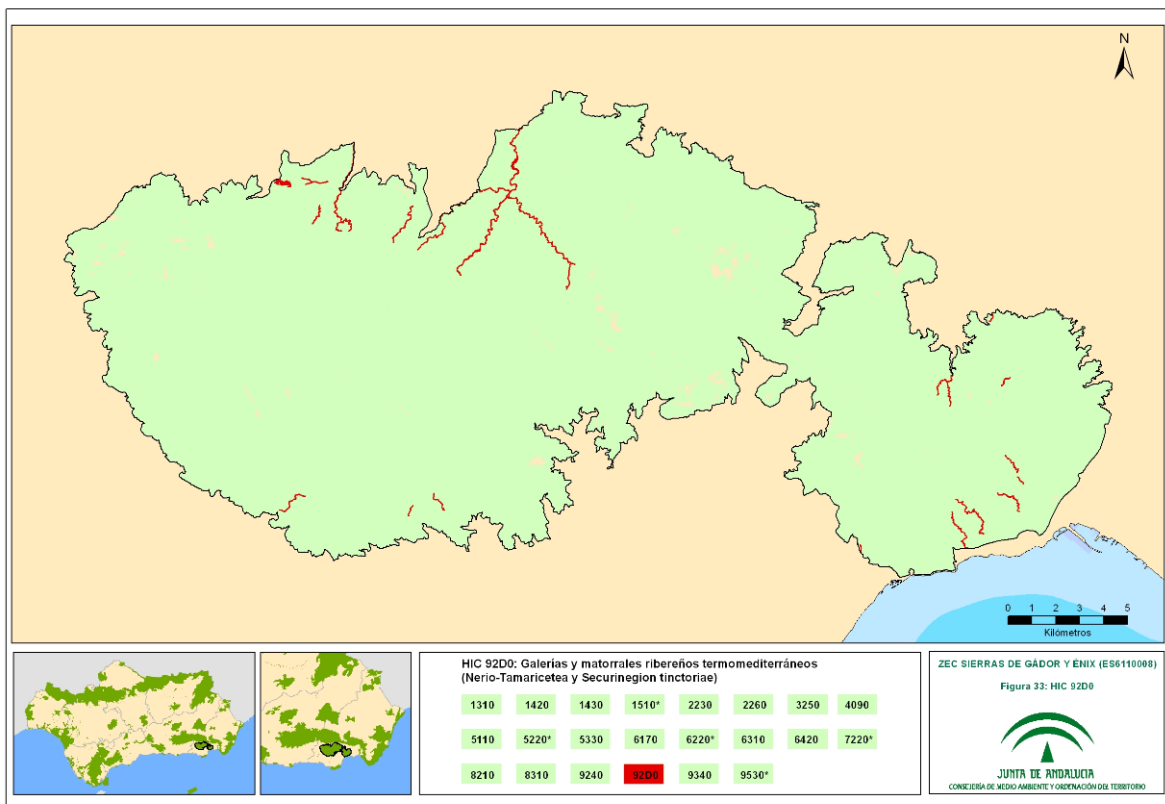 N
0 1 2 3 4 5
Kilómetros
HIC 92D0: Galerías y matorrales ribereños termomediterráneos
(Nerio-Tamaricetea y Securinegion tinctoriae)
1310 1420 1430 1510* 2230 2260 3250 4090
5110 5220* 5330 6170 6220* 6310 6420 7220*
8210 8310 9240 92D0 9340 9530*
ZEC SIERRAS DE GÁDOR Y ÉNIX (ES6110008)
Figura 33: HIC 92D0
JUNTA DE ANDALUCIA
CONSEJERÍA DE MEDIO AMBIENTE Y ORDENACIÓN DEL TERRITORIO